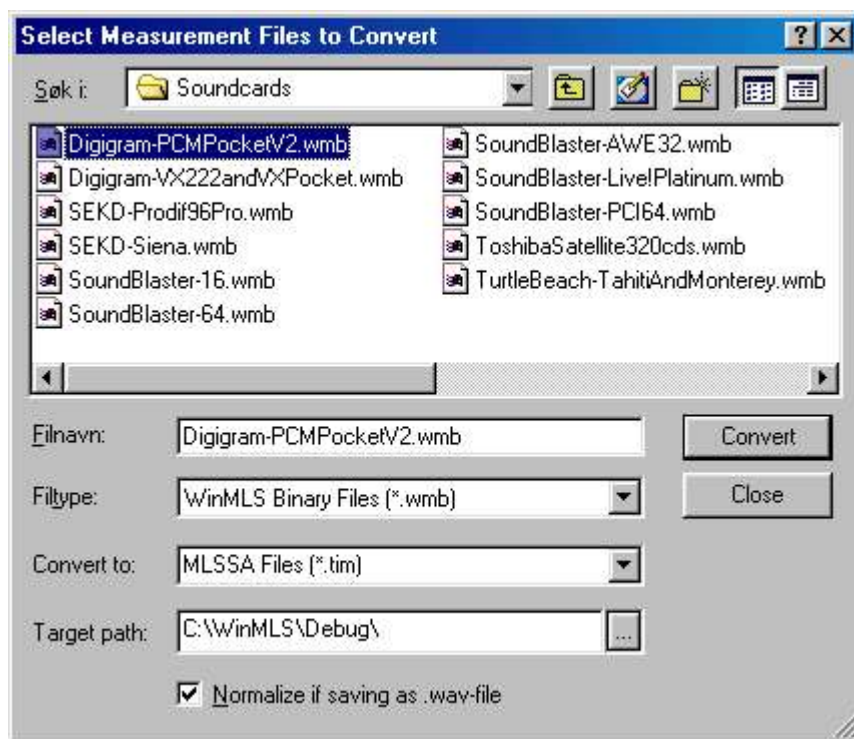 Select Measurement Files to Convert
Søk i: Soundcards
Digigram-PCMPocketV2.wmb
Digigram-VX222andVXPocket.wmb
SEKD-Prodif96Pro.wmb
SEKD-Siena.wmb
SoundBlaster-16.wmb
SoundBlaster-64.wmb
SoundBlaster-AWE32.wmb
SoundBlaster-Live!Platinum.wmb
SoundBlaster-PCI64.wmb
ToshibaSatellite320cds.wmb
TurtleBeach-TahitiAndMonterey.wmb
Filnavn: Digigram-PCMPocketV2.wmb Convert
Filtype: WinMLS Binary Files (*.wmb) Close
Convert to: MLSSA Files (*.tim)
Target path: C:\WinMLS\Debug\ ...
Normalize if saving as .wav-file